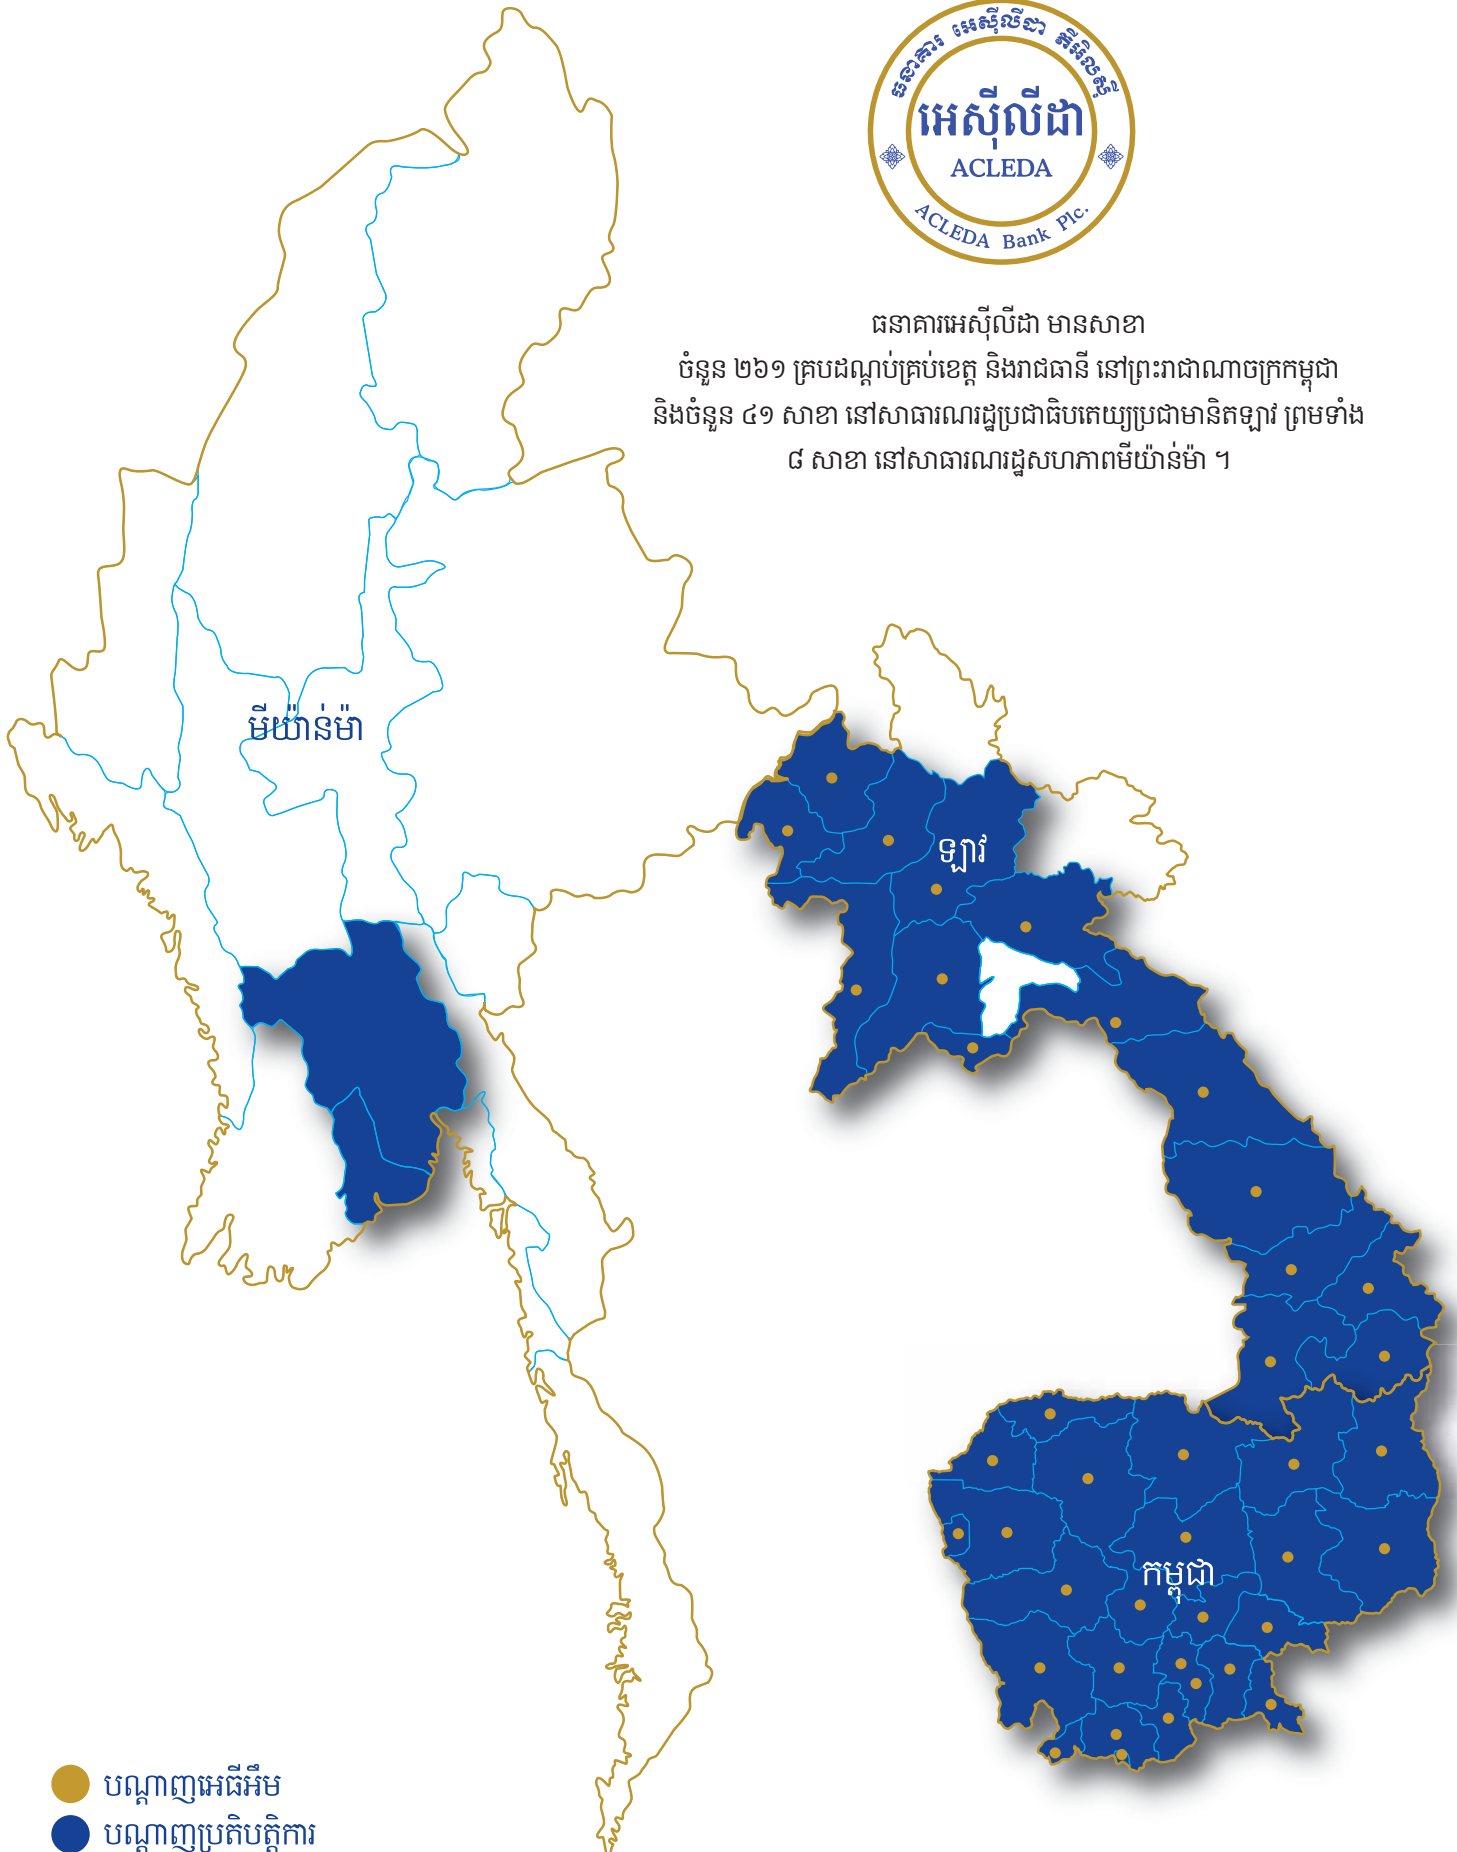 ធនាគារ អេស៊ីលីដា ភីអិលស៊ី
អេស៊ីលីដា
ACLEDA
ACLEDA Bank Plc.
ធនាគារអេស៊ីលីដា មានសាខា
ចំនួន ២៦១ គ្របដណ្តប់គ្រប់ខេត្ត និងរាជធានី នៅព្រះរាជាណាចក្រកម្ពុជា
និងចំនួន ៤១ សាខា នៅសាធារណរដ្ឋប្រជាធិបតេយ្យប្រជាមានិតឡាវ ព្រមទាំង
៨ សាខា នៅសាធារណរដ្ឋសហភាពមីយ៉ាន់ម៉ា ។
មីយ៉ាន់ម៉ា
ឡាវ
កម្ពុជា
បណ្តាញអេធីអឹម
បណ្តាញប្រតិបត្តិការ